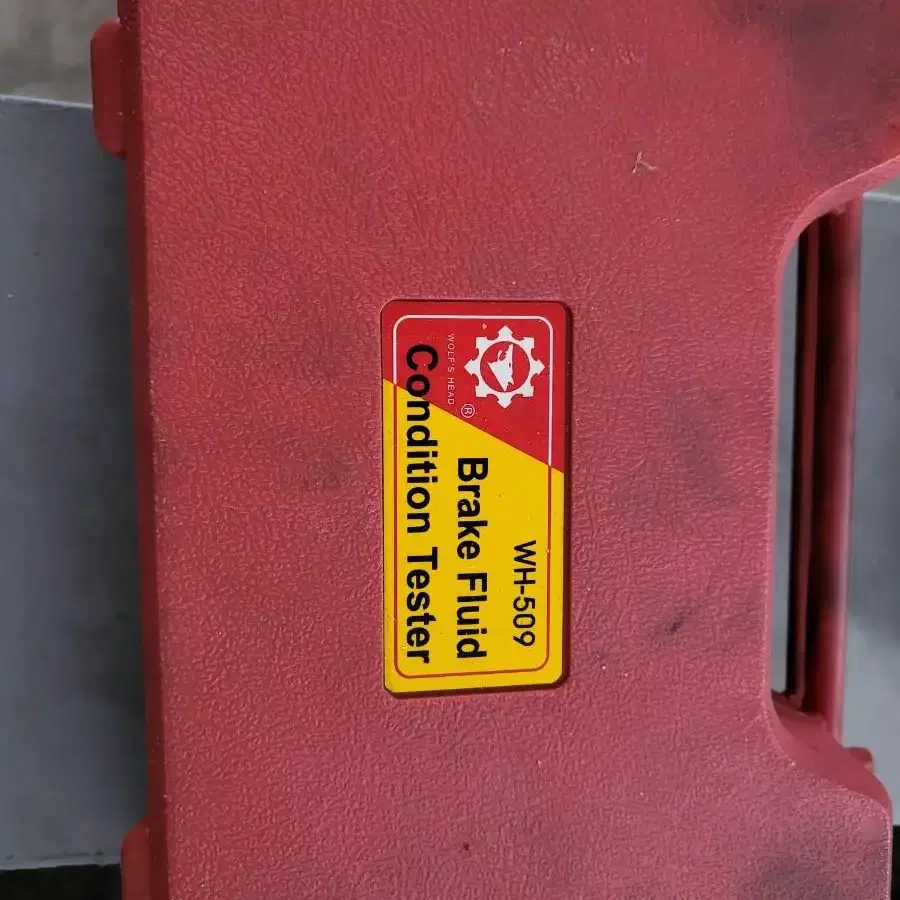 WOLF'S HEAD
®
WH-509
Brake Fluid
Condition Tester